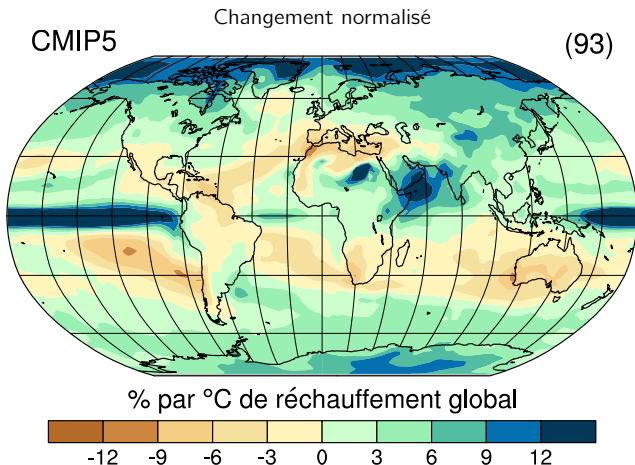 Changement normalisé
CMIP5 (93)
% par °C de réchauffement global
-12 -9 -6 -3 0 3 6 9 12